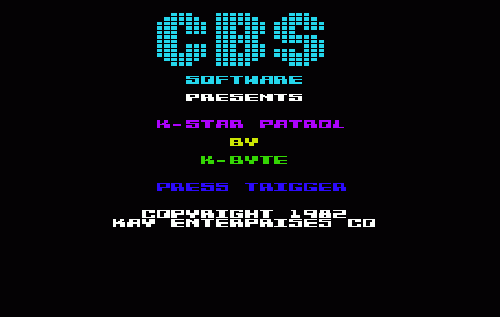 CBS
SOFTWARE
PRESENTS
K-STAR PATROL
BY
K-BYTE
PRESS TRIGGER
COPYRIGHT 1982
KAY ENTERPRISES CO